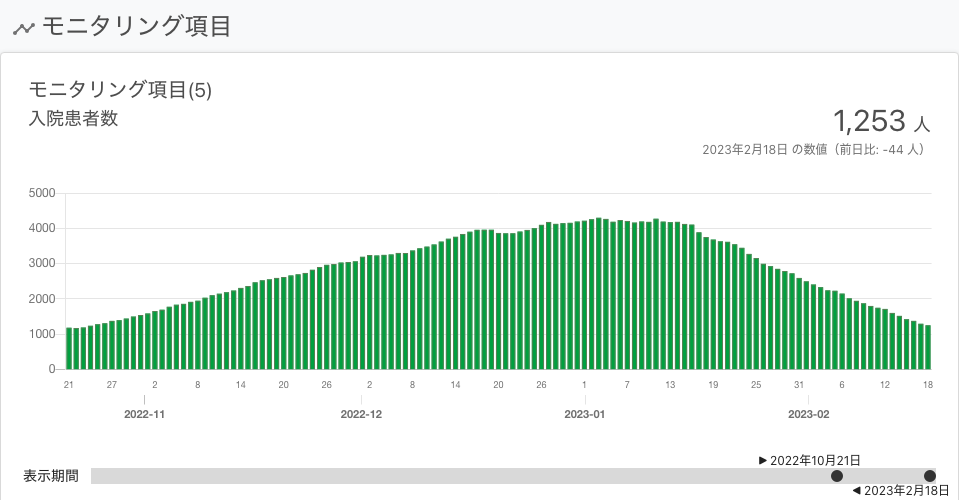 モニタリング項目
モニタリング項目(5)
入院患者数
1,253 人
2023年2月18日 の数値（前日比: -44 人）
5000
4000
3000
2000
1000
0
21 27 2 8 14 20 26 2 8 14 20 26 1 7 13 19 25 31 6 12 18
2022-11 2022-12 2023-01 2023-02
▶ 2022年10月21日
表示期間
◀ 2023年2月18日